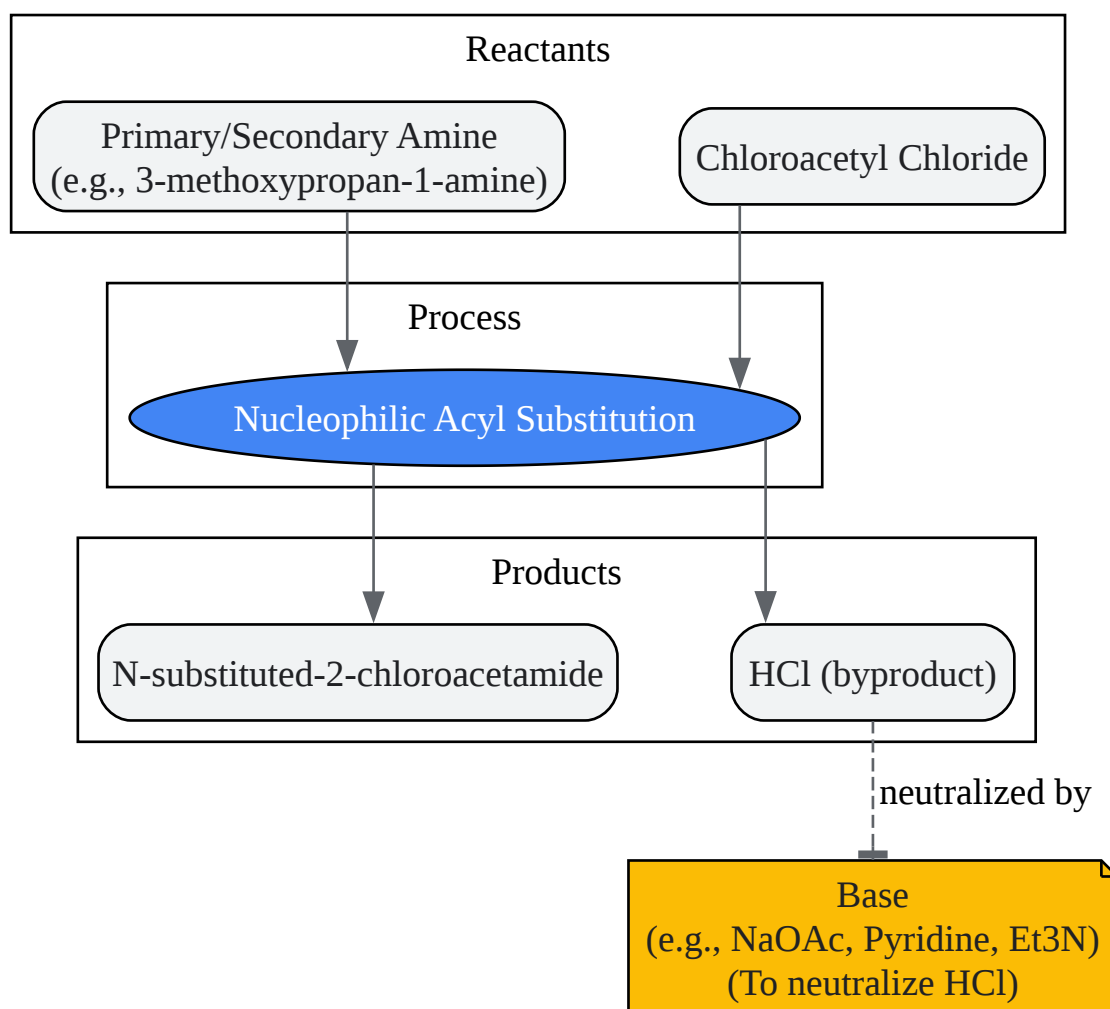 Reactants
Primary/Secondary Amine
(e.g., 3-methoxypropan-1-amine)
Chloroacetyl Chloride
Process
Nucleophilic Acyl Substitution
Products
N-substituted-2-chloroacetamide
HCl (byproduct)
neutralized by
Base
(e.g., NaOAc, Pyridine, Et3N)
(To neutralize HCl)